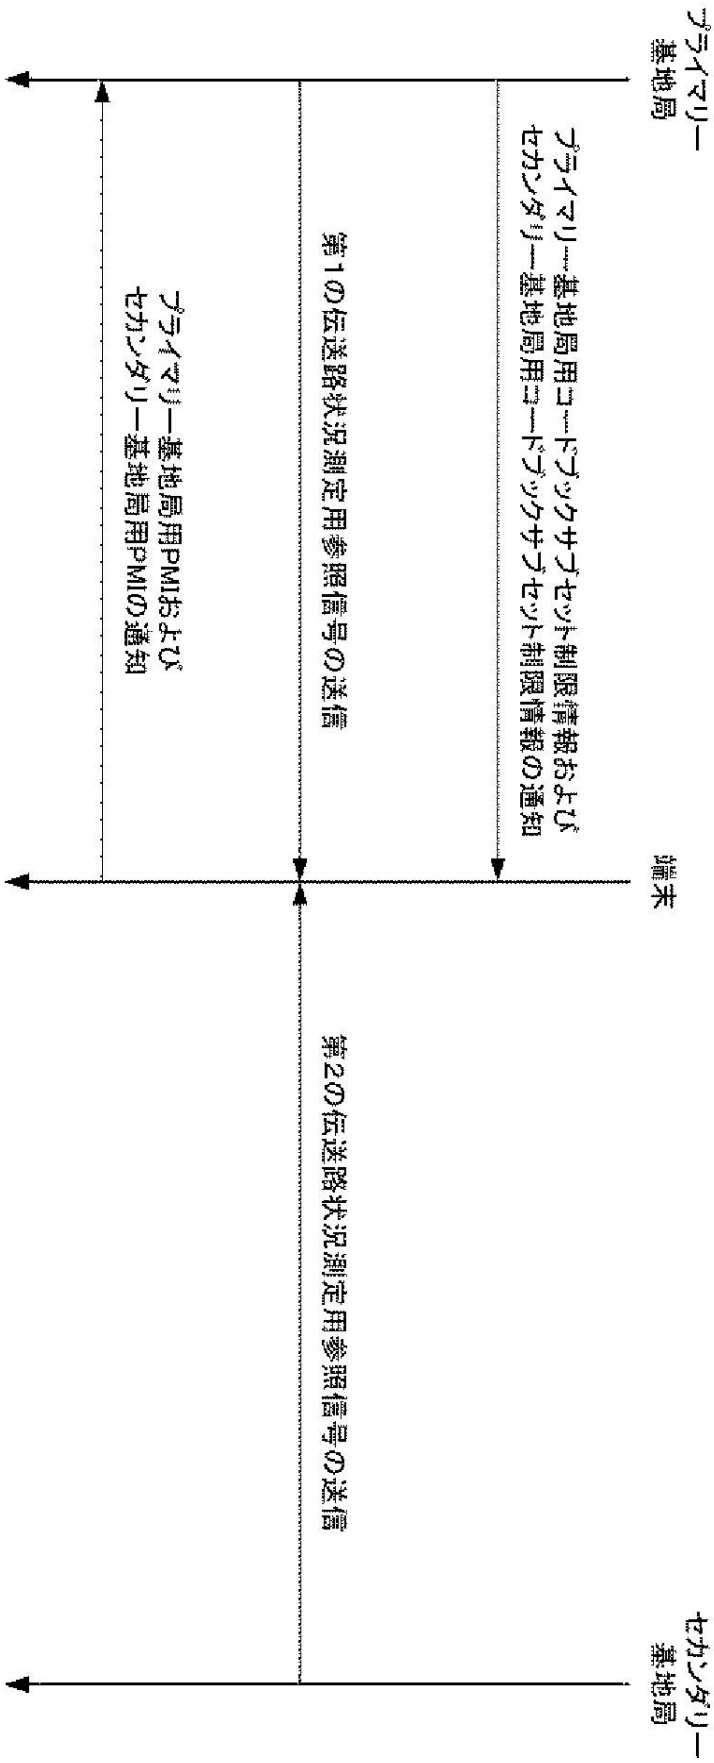 プライマリー
基地局
端末
セカンダリー
基地局
プライマリー基地局用コードブックサブセット制限情報および
セカンダリー基地局用コードブックサブセット制限情報の通知
第1の伝送路状況測定用参照信号の送信
第2の伝送路状況測定用参照信号の送信
プライマリー基地局用PMIおよび
セカンダリー基地局用PMIの通知